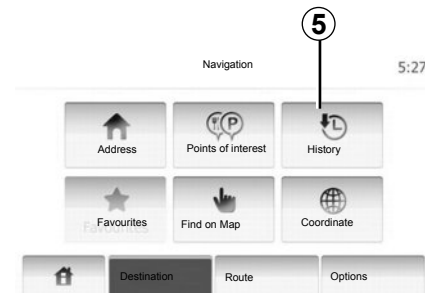 5
Navigation
5:27
Address
Points of interest
History
Favourites
Find on Map
Coordinate
Destination
Route
Options